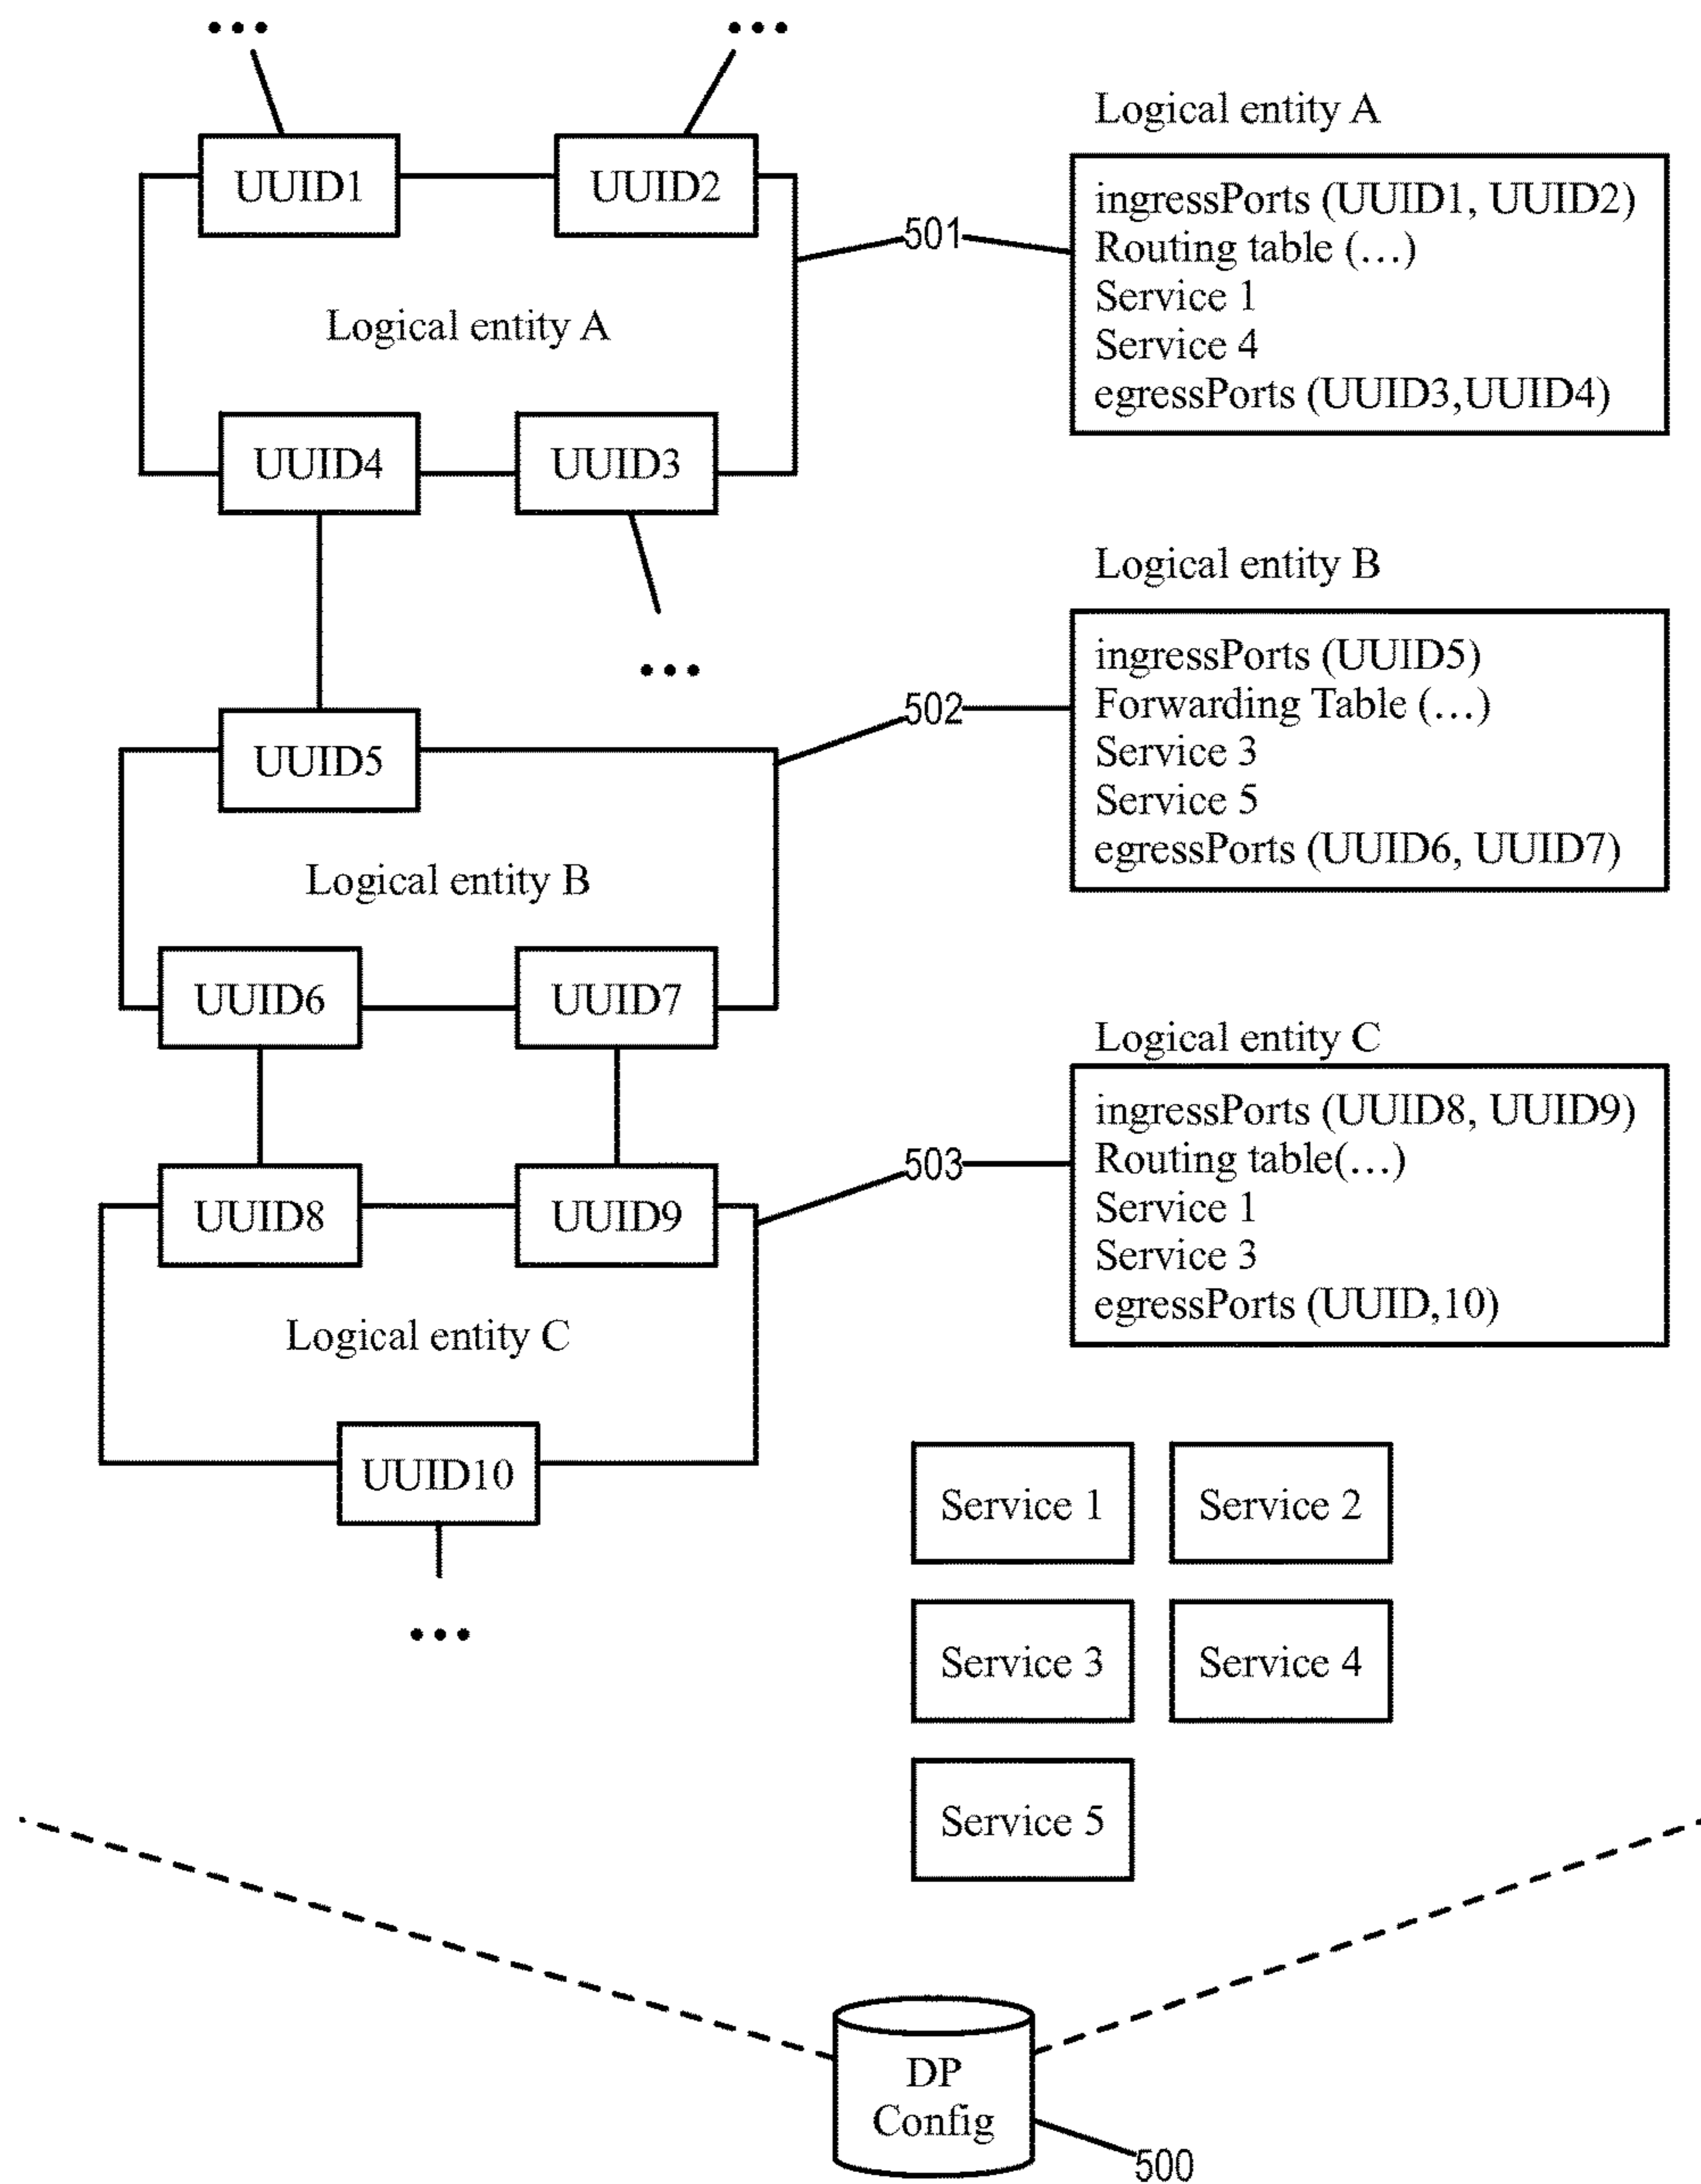 ... ...
UUID1 UUID2
Logical entity A
UUID4 UUID3
...
UUID5
Logical entity B
UUID6 UUID7
UUID8 UUID9
Logical entity C
UUID10
...
501
502
503
Logical entity A
ingressPorts (UUID1, UUID2)
Routing table (...)
Service 1
Service 4
egressPorts (UUID3,UUID4)
Logical entity B
ingressPorts (UUID5)
Forwarding Table (...)
Service 3
Service 5
egressPorts (UUID6, UUID7)
Logical entity C
ingressPorts (UUID8, UUID9)
Routing table(...)
Service 1
Service 3
egressPorts (UUID,10)
Service 1 Service 2
Service 3 Service 4
Service 5
DP
Config
500